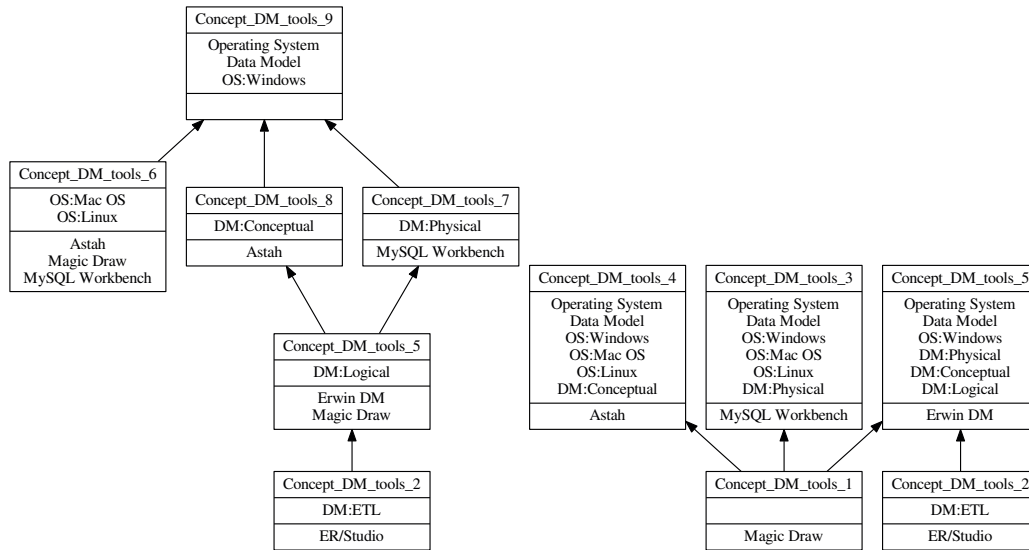 Concept_DM_tools_9
Operating System
Data Model
OS:Windows
Concept_DM_tools_6
OS:Mac OS
OS:Linux
Astah
Magic Draw
MySQL Workbench
Concept_DM_tools_8
DM:Conceptual
Astah
Concept_DM_tools_7
DM:Physical
MySQL Workbench
Concept_DM_tools_5
DM:Logical
Erwin DM
Magic Draw
Concept_DM_tools_2
DM:ETL
ER/Studio
Concept_DM_tools_4
Operating System
Data Model
OS:Windows
OS:Mac OS
OS:Linux
DM:Conceptual
Astah
Concept_DM_tools_3
Operating System
Data Model
OS:Windows
OS:Mac OS
OS:Linux
DM:Physical
MySQL Workbench
Concept_DM_tools_5
Operating System
Data Model
OS:Windows
DM:Physical
DM:Conceptual
DM:Logical
Erwin DM
Concept_DM_tools_1
Magic Draw
Concept_DM_tools_2
DM:ETL
ER/Studio